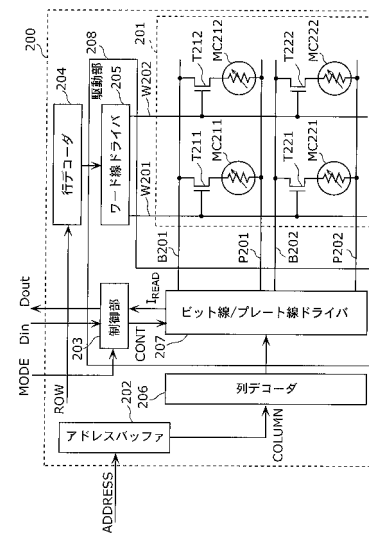 200
208
201
204
行デコーダ
駆動部
205
ワード線ドライバ
W202
W201
T212
MC212
T222
MC222
T211
MC211
T221
MC221
B201
P201
B202
P202
Dout
Din
MODE
ROW
203
制御部
CONT
IREAD
207
ビット線/プレート線ドライバ
202
206
列デコーダ
アドレスバッファ
COLUMN
ADDRESS